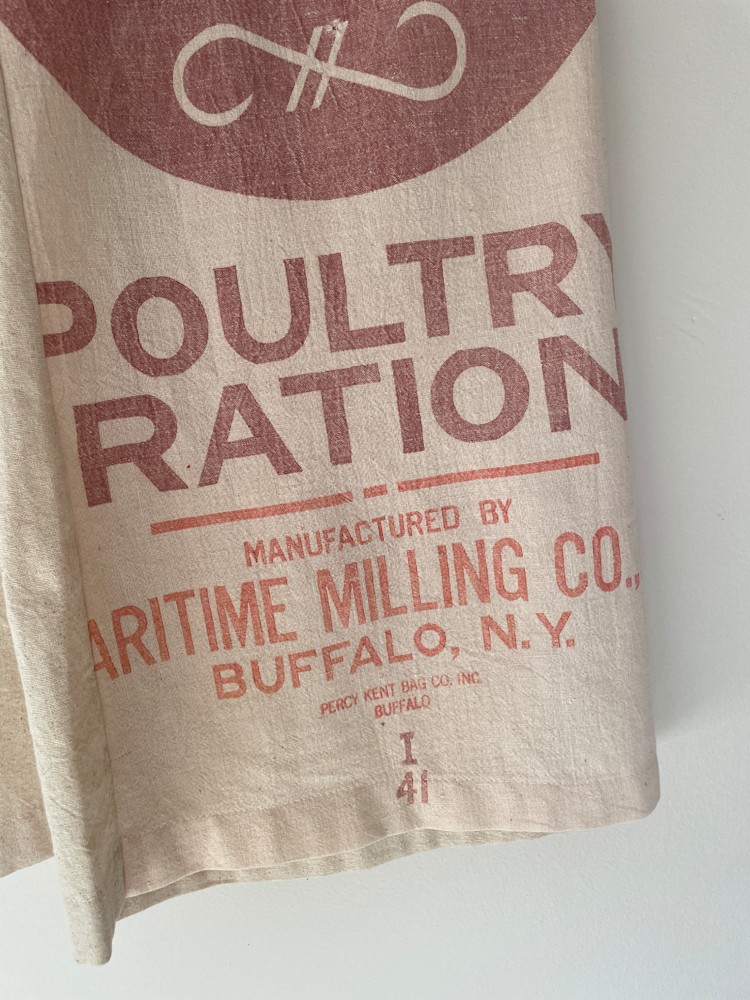 POULTRY
RATION
MANUFACTURED BY
ARITIME MILLING CO.,
BUFFALO, N.Y.
PERCY KENT BAG CO. INC.
BUFFALO
I
41